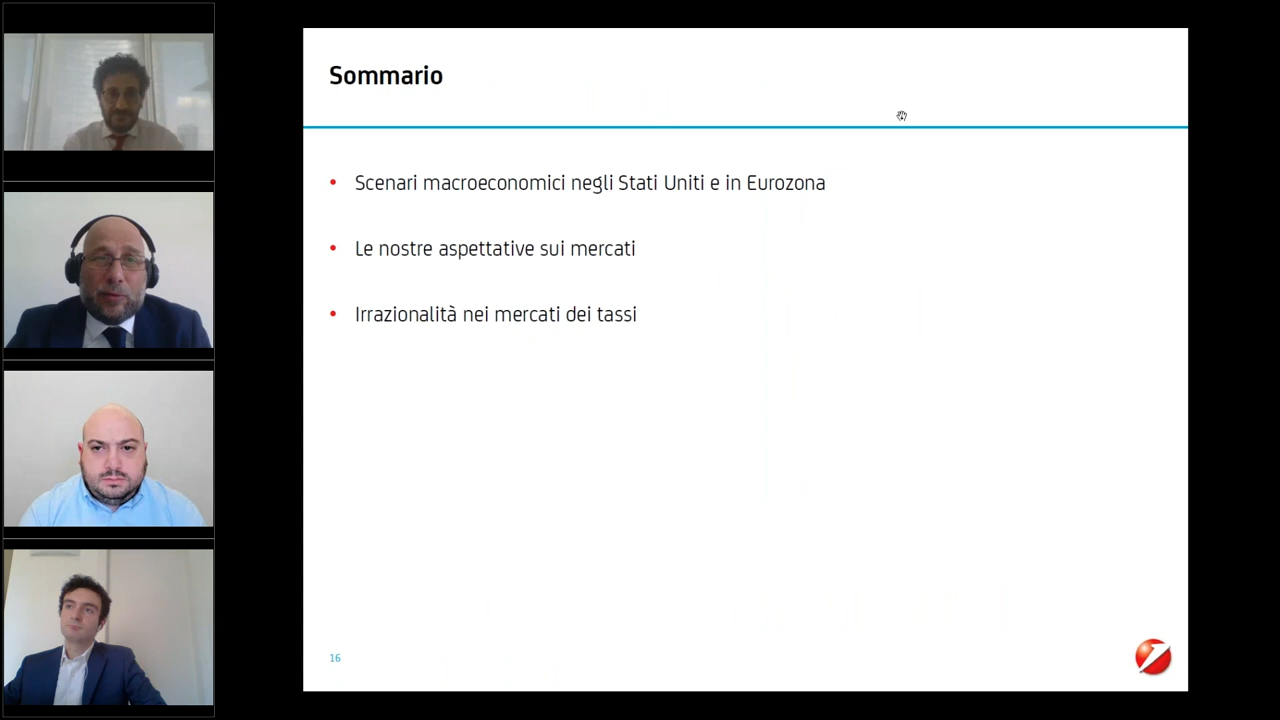 Sommario
• Scenari macroeconomici negli Stati Uniti e in Eurozona
• Le nostre aspettative sui mercati
• Irrazionalità nei mercati dei tassi
16